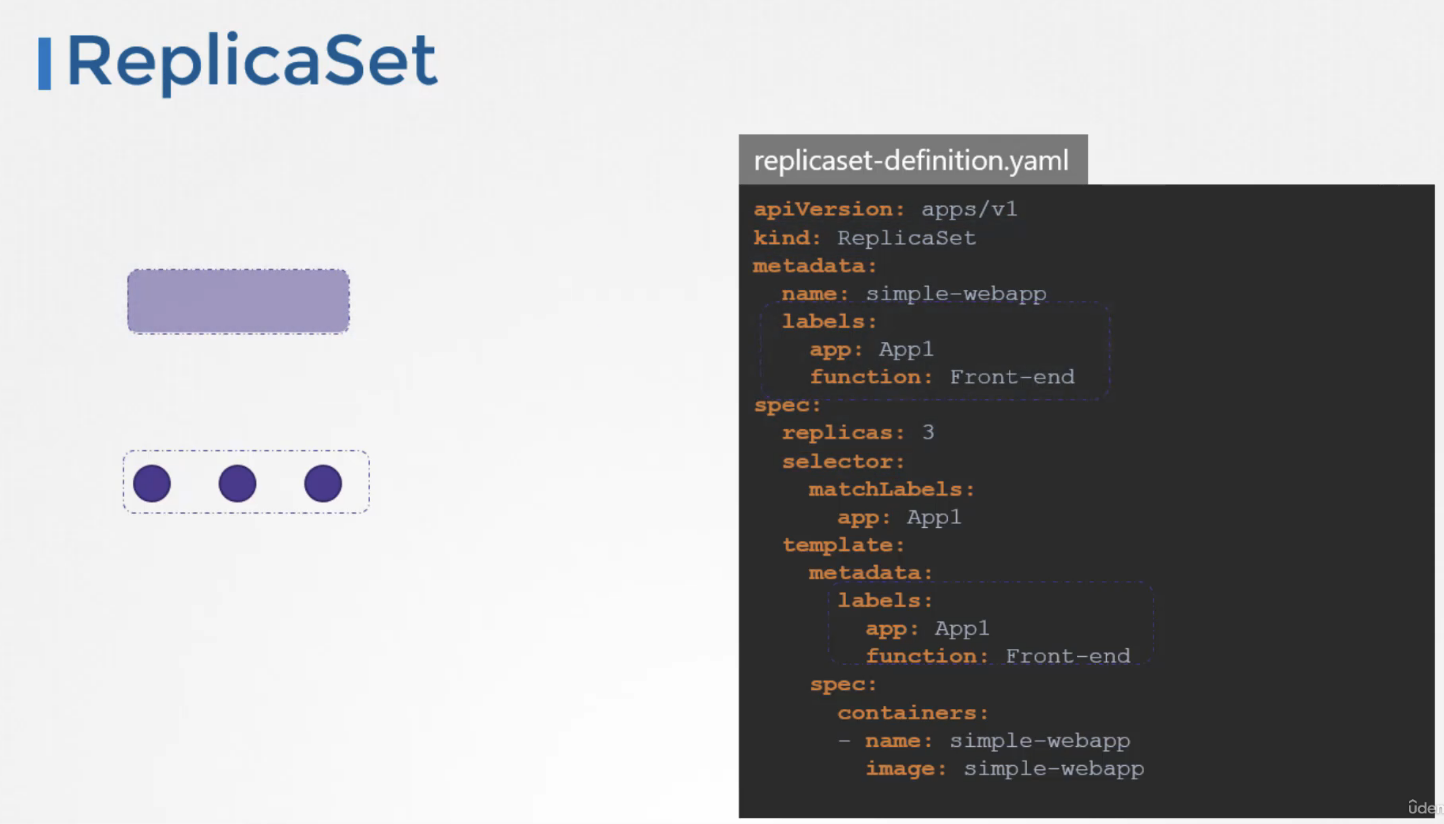 ReplicaSet
replicaset-definition.yaml
apiVersion: apps/v1
kind: ReplicaSet
metadata:
  name: simple-webapp
  labels:
    app: App1
    function: Front-end
spec:
  replicas: 3
  selector:
    matchLabels:
      app: App1
  template:
    metadata:
      labels:
        app: App1
        function: Front-end
    spec:
      containers:
      - name: simple-webapp
        image: simple-webapp